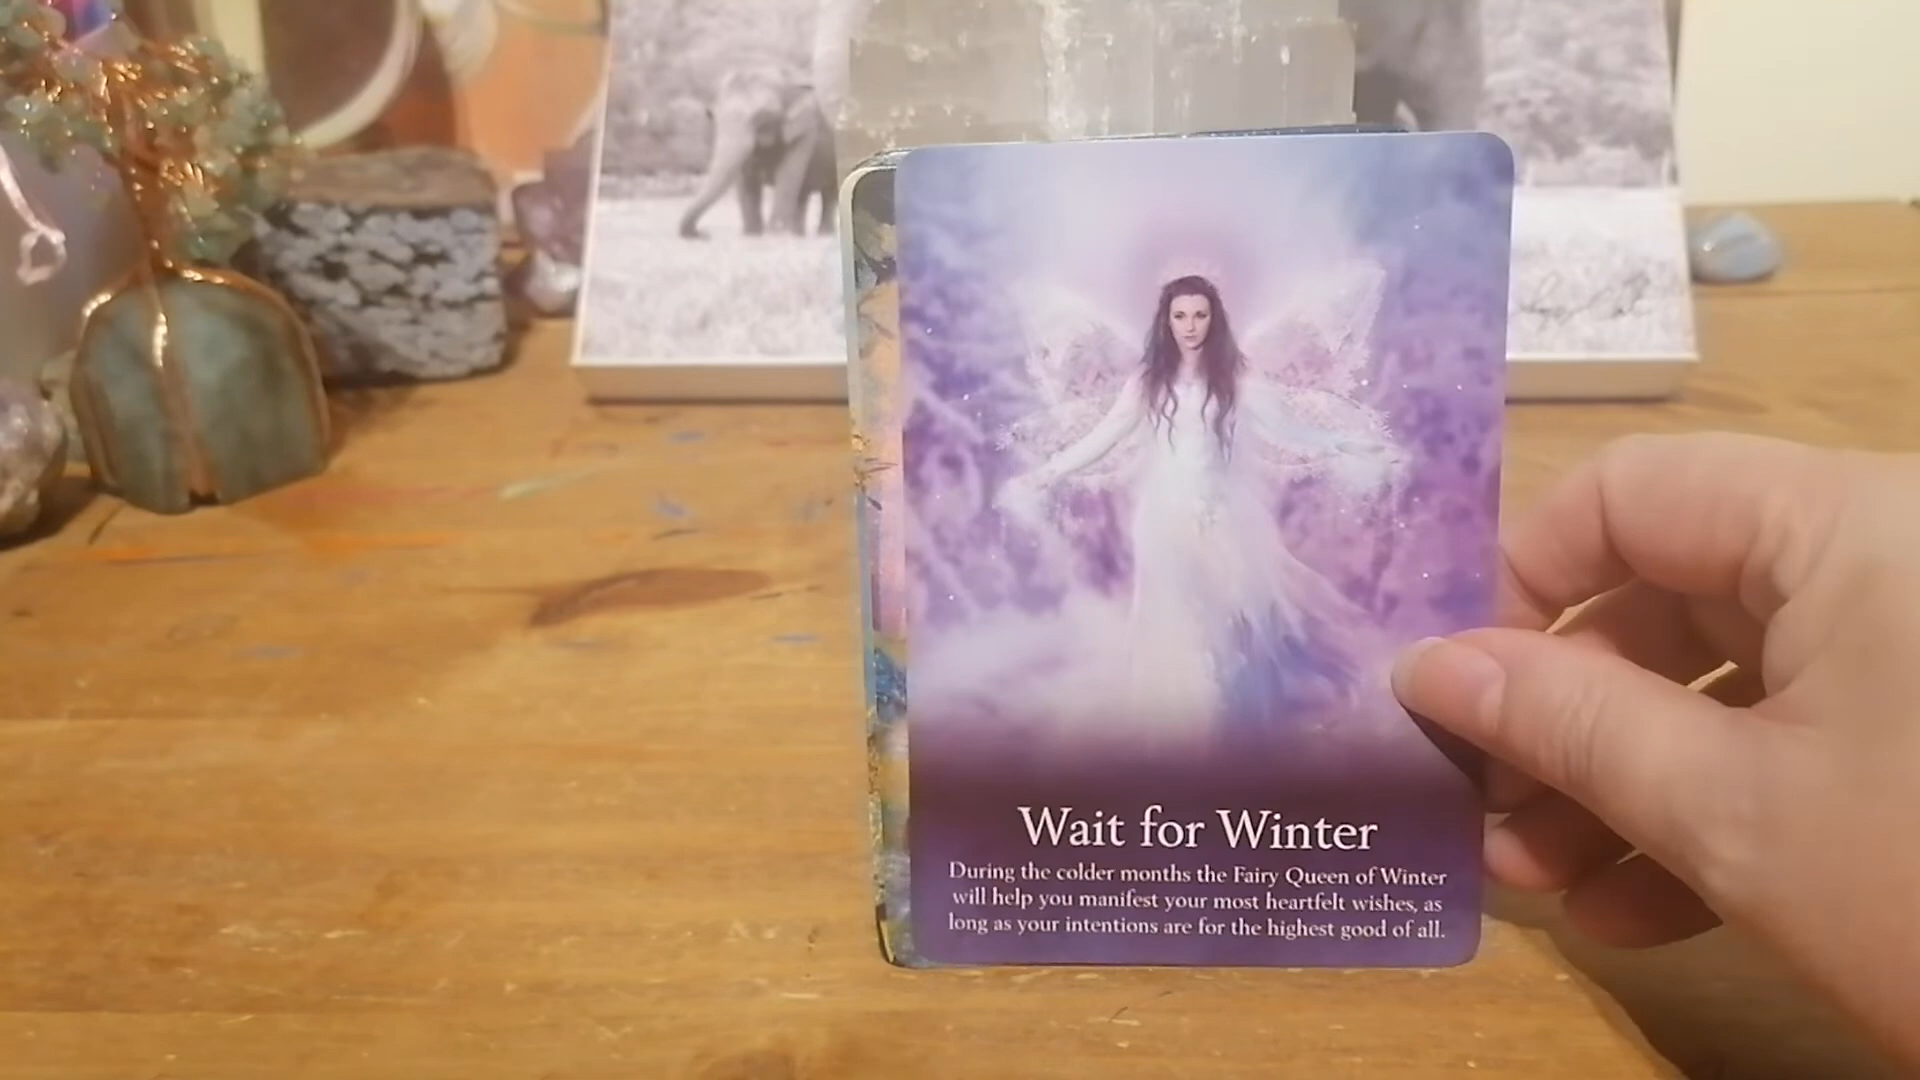 Wait for Winter
During the colder months the Fairy Queen of Winter
will help you manifest your most heartfelt wishes, as
long as your intentions are for the highest good of all.